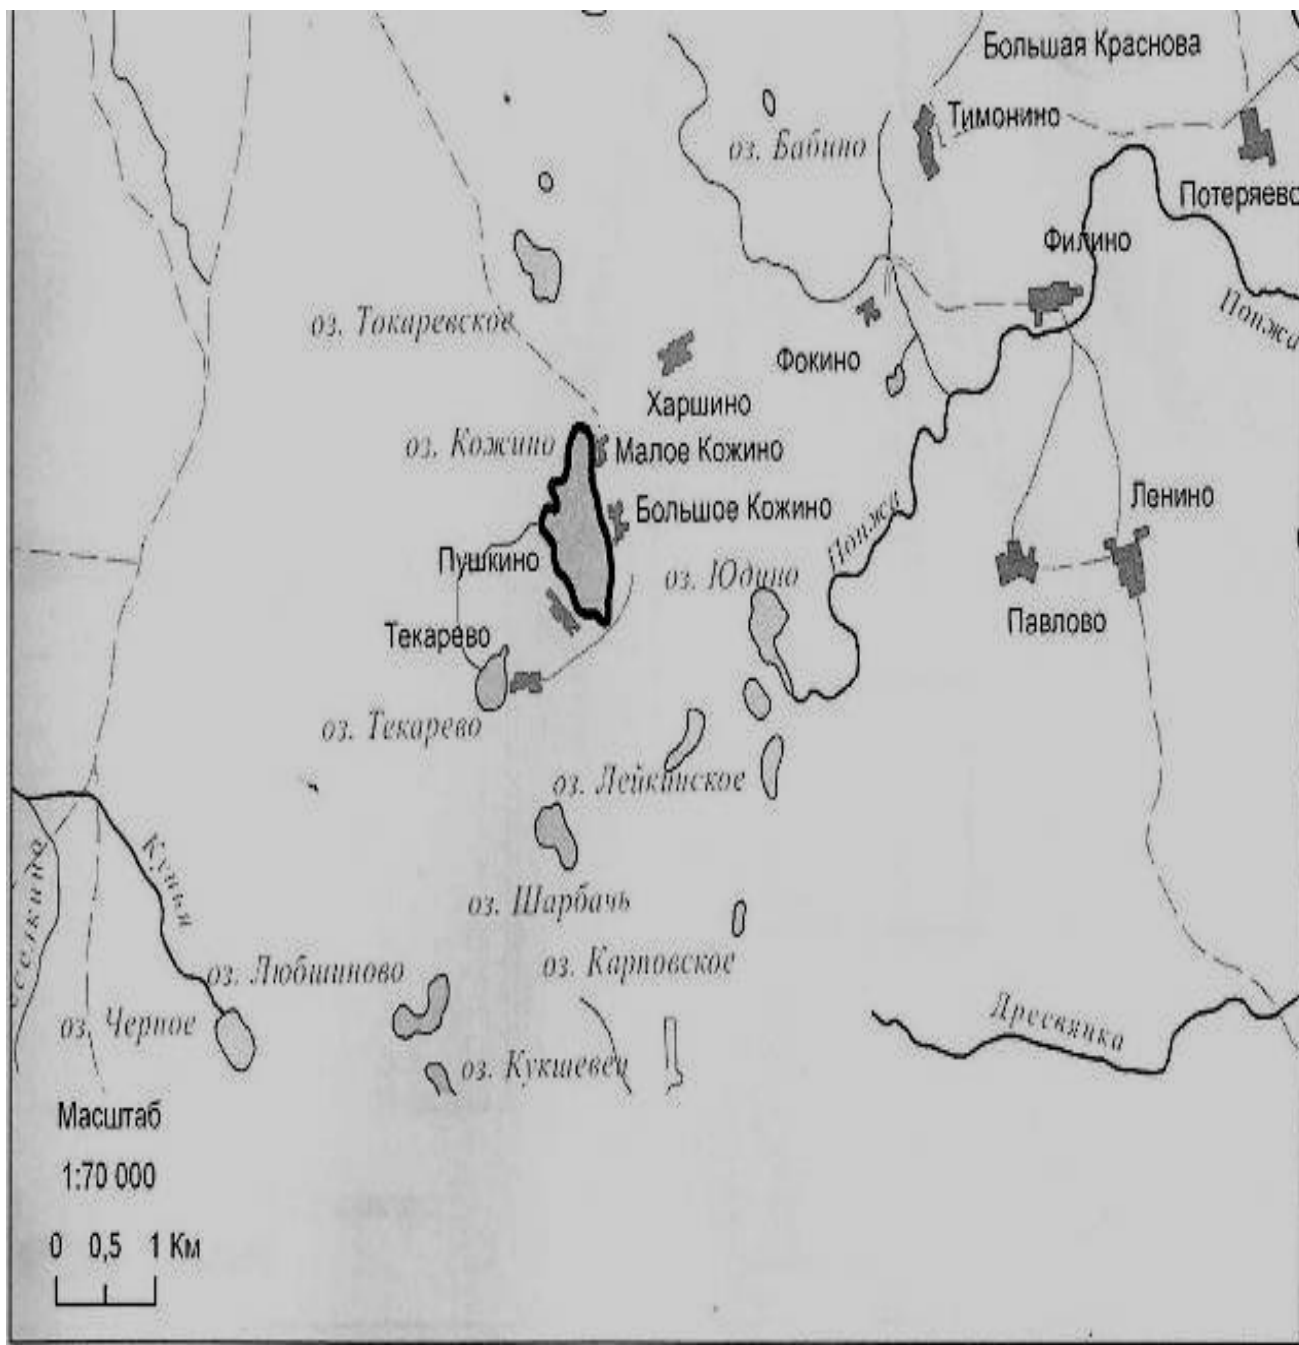 Большая Краснова
Тимонино
оз. Бабино
Потеряево
Филино
Понжа
оз. Токаревское
Фокино
Харшино
оз. Кожино
Малое Кожино
Большое Кожино
Ленино
Понжа
Пушкино
оз. Юдино
Павлово
Текарево
оз. Текарево
оз. Лейкинское
Кунья
оз. Шарбачь
оз. Карповское
оз. Любшиново
оз. Черное
Дресвянка
оз. Кукшевец
Масштаб
1:70 000
0 0,5 1 Км